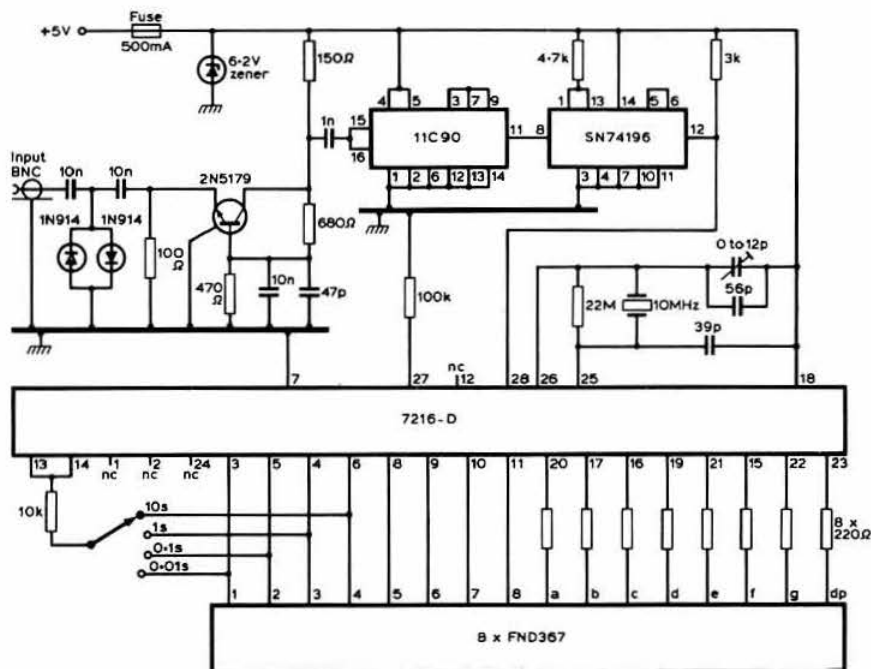 +5V
Fuse
500mA
6·2V
zener
150Ω
4·7k
3k
4 5 3 7 9
1 13 14 5 6
1n
15
16
11C90
11
8
SN74196
12
1 2 6 12 13 14
3 4 7 10 11
Input
BNC
10n
10n
2N5179
1N914
1N914
100
Ω
680Ω
470
Ω
10n
47p
100k
0 to 12p
56p
22M
10MHz
39p
7
27
nc
12
28
26
25
18
7216-D
13 14 1 2 24 3 5 4 6 8 9 10 11 20 17 16 19 21 15 22 23
nc nc nc
10k
10s
1s
0·1s
0·01s
8 x
220Ω
1 2 3 4 5 6 7 8 a b c d e f g dp
8 x FND367